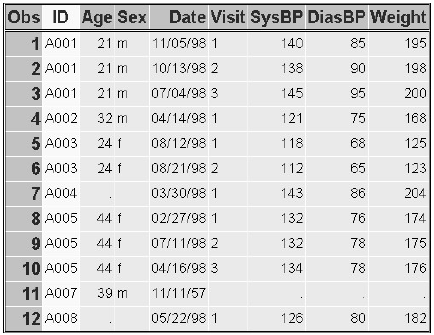 Obs ID Age Sex Date Visit SysBP DiasBP Weight
1 A001 21 m 11/05/98 1 140 85 195
2 A001 21 m 10/13/98 2 138 90 198
3 A001 21 m 07/04/98 3 145 95 200
4 A002 32 m 04/14/98 1 121 75 168
5 A003 24 f 08/12/98 1 118 68 125
6 A003 24 f 08/21/98 2 112 65 123
7 A004 . 03/30/98 1 143 86 204
8 A005 44 f 02/27/98 1 132 76 174
9 A005 44 f 07/11/98 2 132 78 175
10 A005 44 f 04/16/98 3 134 78 176
11 A007 39 m 11/11/57 . . .
12 A008 . 05/22/98 1 126 80 182